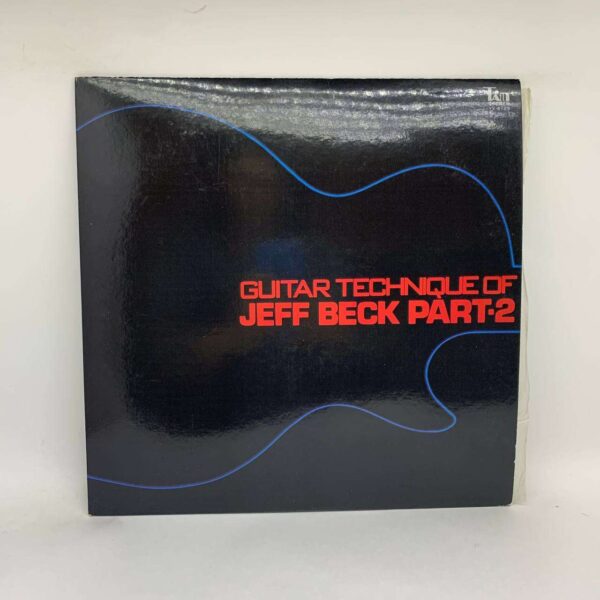 GUITAR TECHNIQUE OF
JEFF BECK PART-2